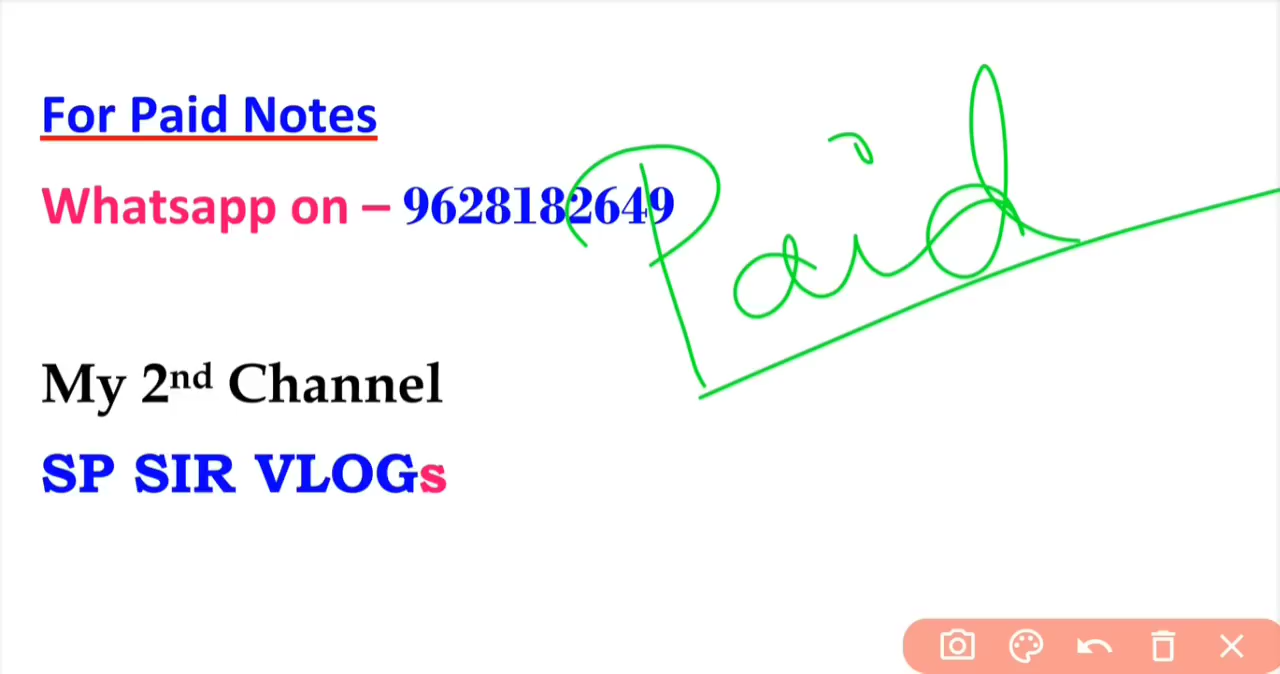 For Paid Notes
Whatsapp on – 9628182649
Paid
My 2nd Channel
SP SIR VLOGs